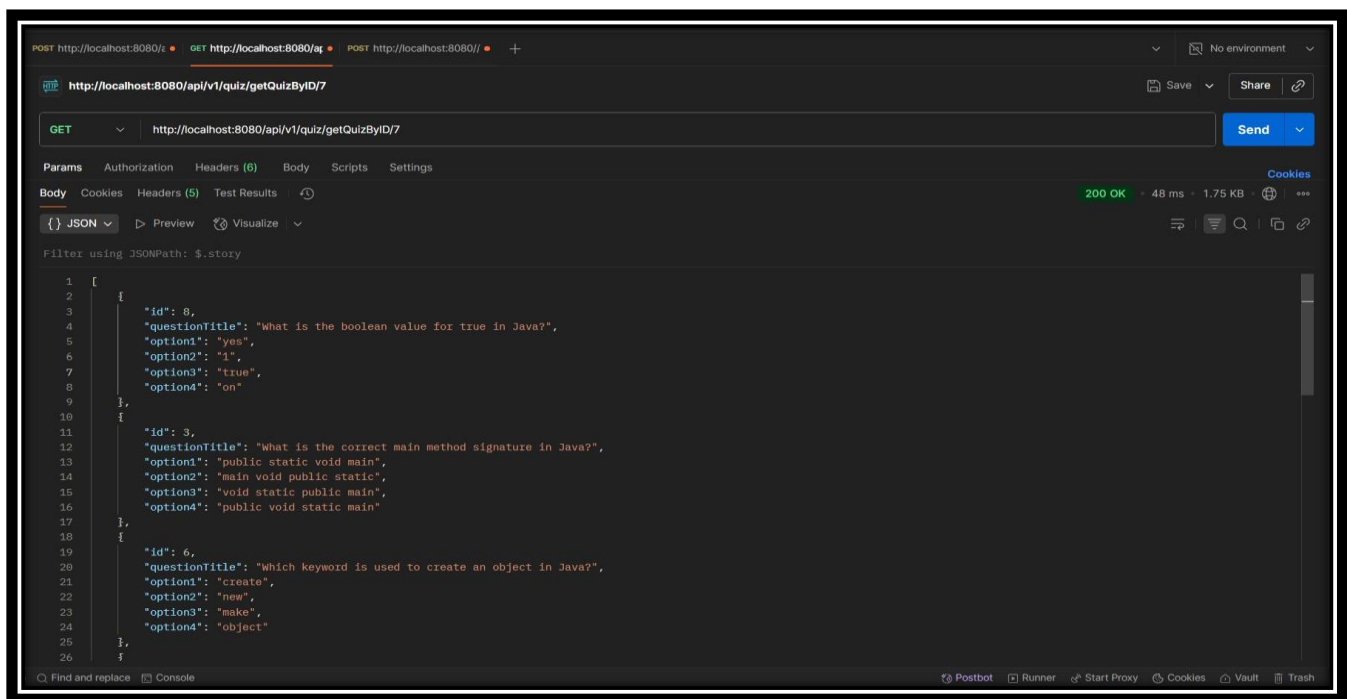 POST http://localhost:8080/a GET http://localhost:8080/ap POST http://localhost:8080// + No environment
HTTP http://localhost:8080/api/v1/quiz/getQuizByID/7 Save Share
GET http://localhost:8080/api/v1/quiz/getQuizByID/7 Send
Params Authorization Headers (6) Body Scripts Settings Cookies
Body Cookies Headers (5) Test Results 200 OK 48 ms 1.75 KB
{} JSON Preview Visualize
Filter using JSONPath: $.story
1 [
2 {
3 "id": 8,
4 "questionTitle": "What is the boolean value for true in Java?",
5 "option1": "yes",
6 "option2": "1",
7 "option3": "true",
8 "option4": "on"
9 },
10 {
11 "id": 3,
12 "questionTitle": "What is the correct main method signature in Java?",
13 "option1": "public static void main",
14 "option2": "main void public static",
15 "option3": "void static public main",
16 "option4": "public void static main"
17 },
18 {
19 "id": 6,
20 "questionTitle": "Which keyword is used to create an object in Java?",
21 "option1": "create",
22 "option2": "new",
23 "option3": "make",
24 "option4": "object"
25 },
26 {
Find and replace Console Postbot Runner Start Proxy Cookies Vault Trash